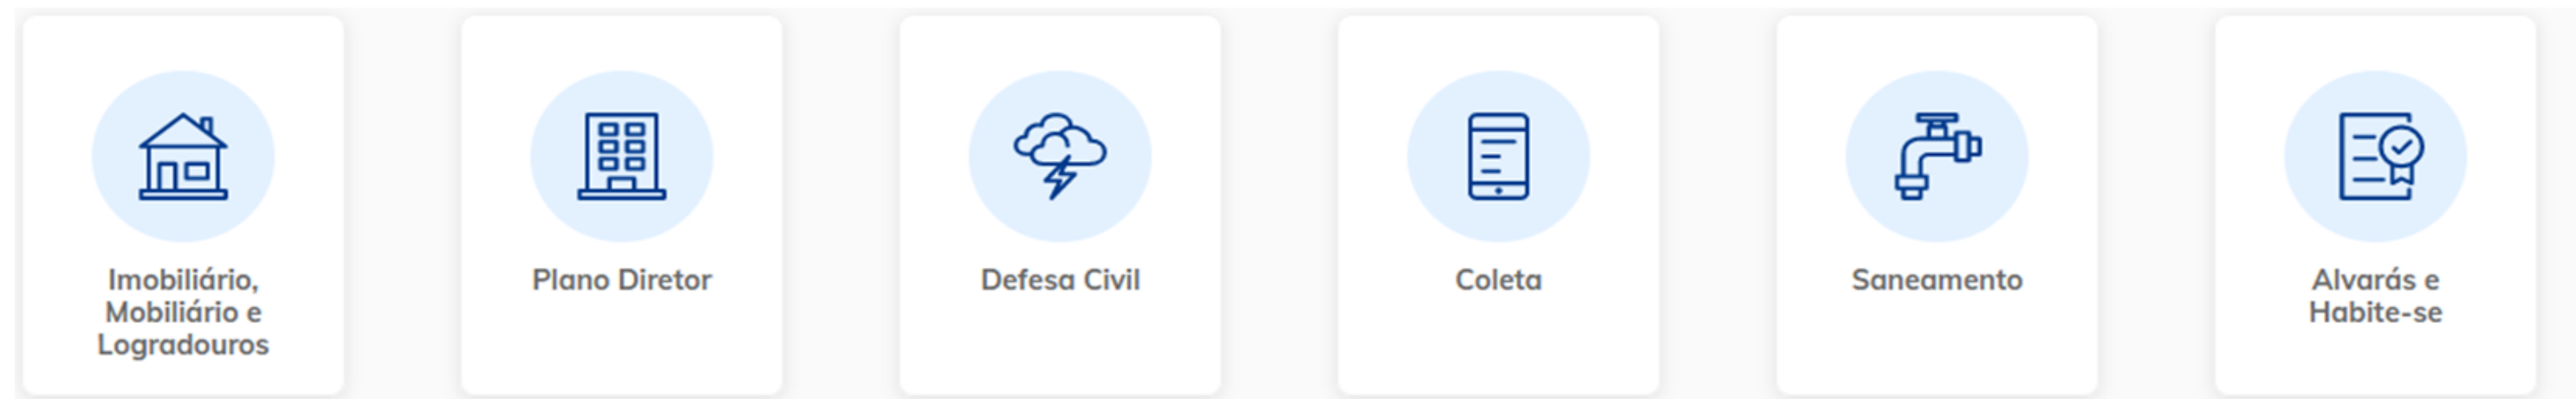 Imobiliário,
Mobiliário e
Logradouros
Plano Diretor
Defesa Civil
Coleta
Saneamento
Alvarás e
Habite-se